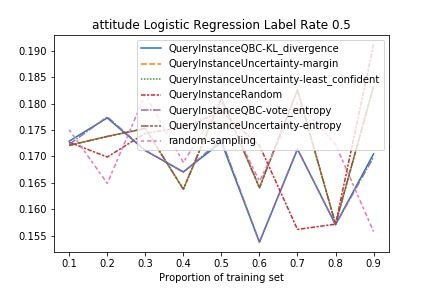 attitude Logistic Regression Label Rate 0.5
0.190
0.185
0.180
0.175
0.170
0.165
0.160
0.155
QueryInstanceQBC-KL_divergence
QueryInstanceUncertainty-margin
QueryInstanceUncertainty-least_confident
QueryInstanceRandom
QueryInstanceQBC-vote_entropy
QueryInstanceUncertainty-entropy
random-sampling
0.1 0.2 0.3 0.4 0.5 0.6 0.7 0.8 0.9
Proportion of training set